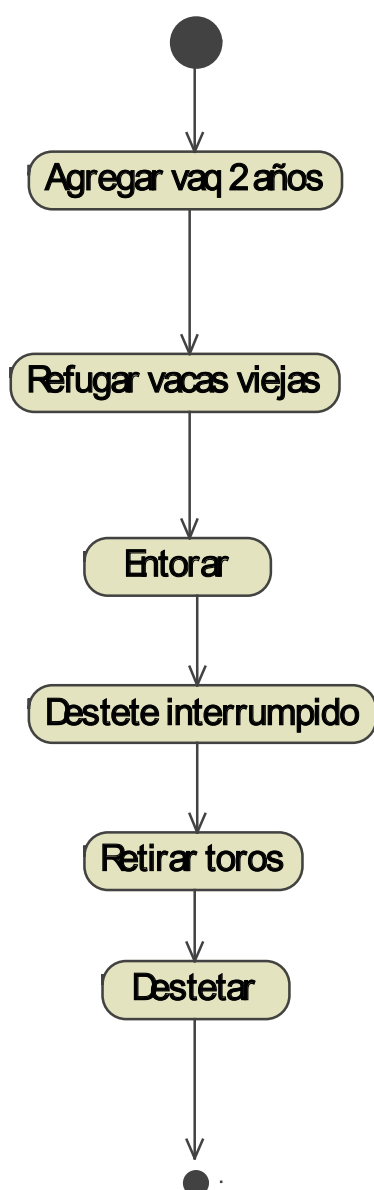 Agregar vaq 2 años
Refugar vacas viejas
Entorar
Destete interrumpido
Retirar toros
Destetar